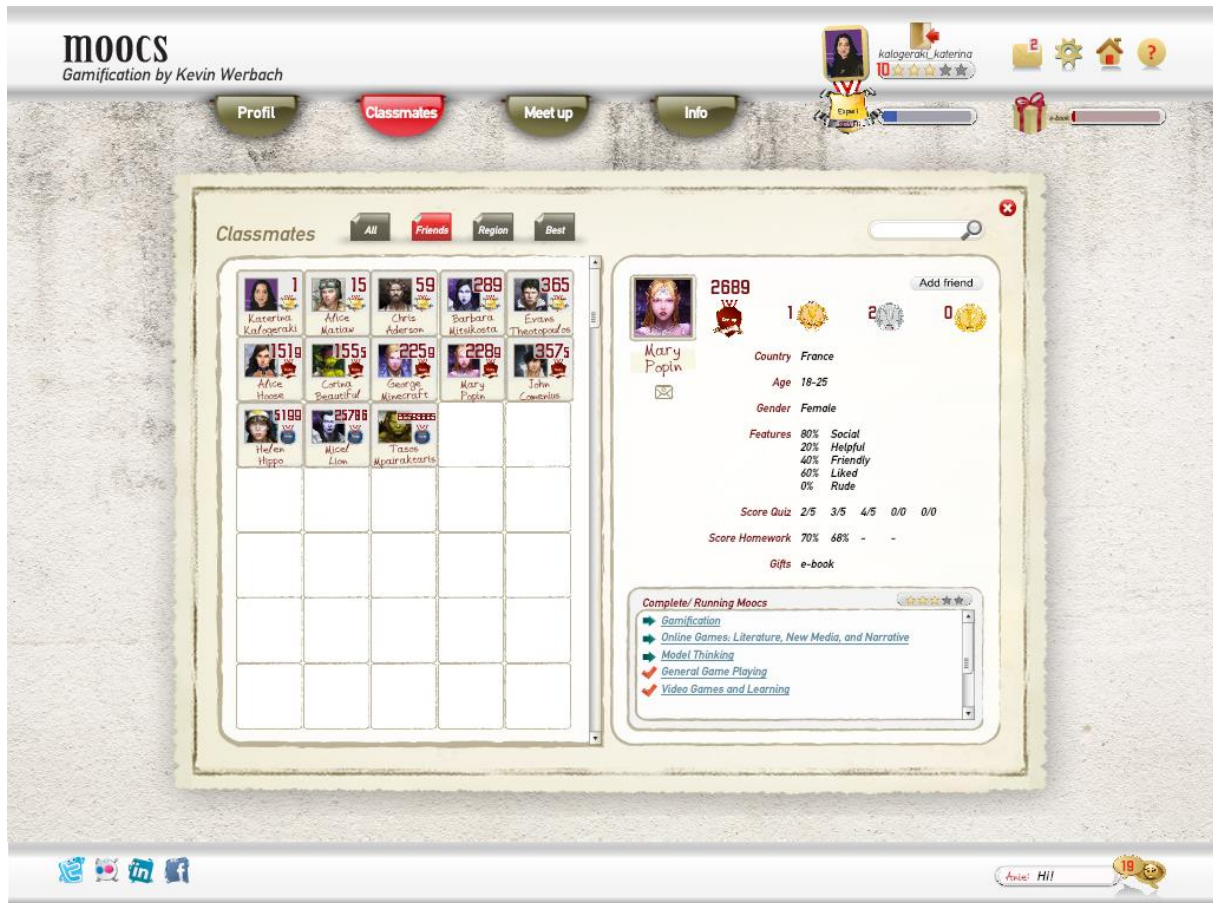 moocs
Gamification by Kevin Werbach
kalogeraki_katerina
10
2
?
Profil
Classmates
Meet up
Info
Expert
e-book
Classmates
All
Friends
Region
Best
1
Katerina
Kalogeraki
15
Alice
Matiaw
59
Chris
Aderson
289
Barbara
Mitsikosta
365
Evans
Theotopoulos
1519
Alice
Hoose
1555
Corina
Beautiful
2259
George
Minecraft
2289
Mary
Popin
3575
John
Comenius
5199
Helen
Hippo
25786
Micel
Lion
Tasos
Mpairaktaris
Mary
Popin
2689
1
2
0
Add friend
Country France
Age 18-25
Gender Female
Features 80% Social
20% Helpful
40% Friendly
60% Liked
0% Rude
Score Quiz 2/5 3/5 4/5 0/0 0/0
Score Homework 70% 68% - -
Gifts e-book
Complete/ Running Moocs
Gamification
Online Games: Literature, New Media, and Narrative
Model Thinking
General Game Playing
Video Games and Learning
in
f
Anie: Hi!
19